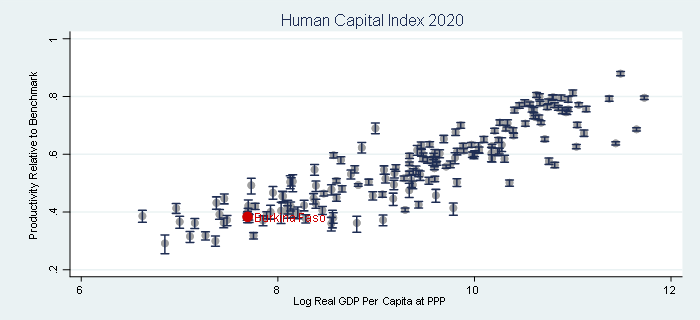 Human Capital Index 2020
Productivity Relative to Benchmark
1
.8
.6
.4
.2
Burkina Faso
6
8
10
12
Log Real GDP Per Capita at PPP